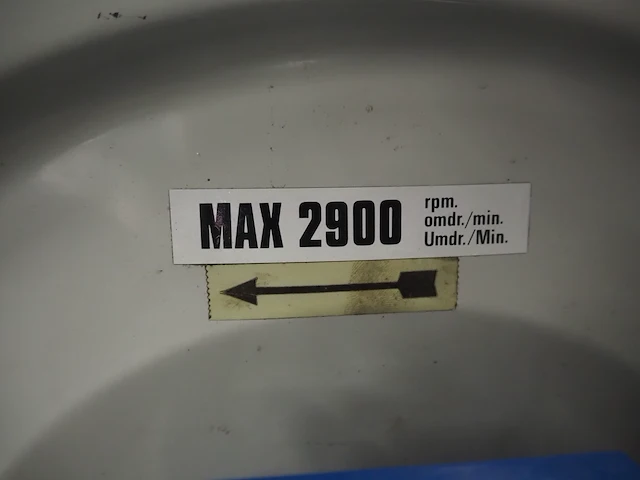 MAX 2900
rpm.
omdr./min.
Umdr./Min.